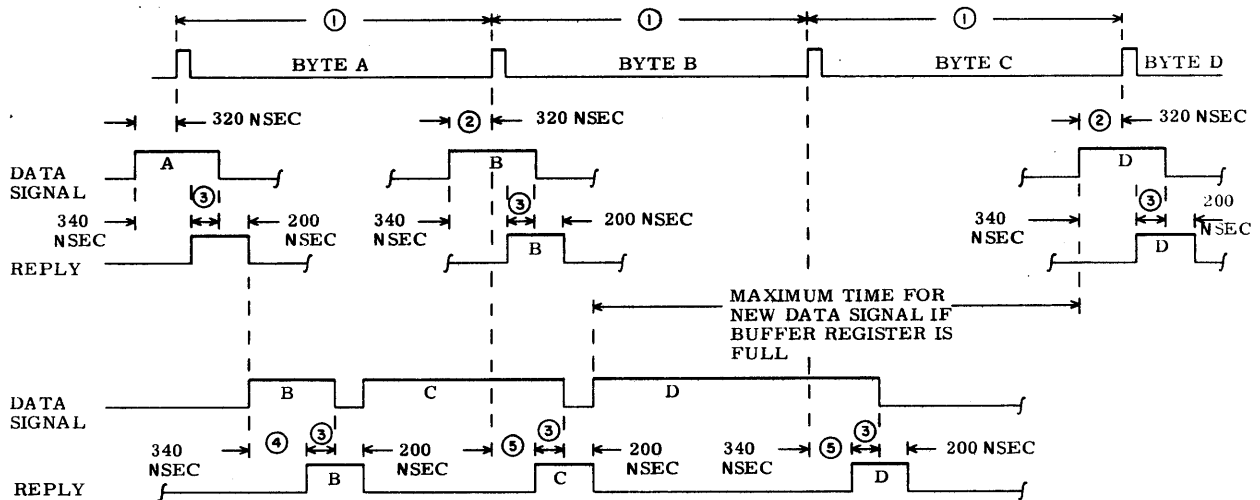 ① ① ①
BYTE A BYTE B BYTE C BYTE D
320 NSEC ② 320 NSEC ② 320 NSEC
DATA SIGNAL A B D
③ ③ ③
340 NSEC 200 NSEC 340 NSEC 200 NSEC 340 NSEC 200 NSEC
REPLY B D
MAXIMUM TIME FOR
NEW DATA SIGNAL IF
BUFFER REGISTER IS
FULL
DATA SIGNAL B C D
340 NSEC ④ ③ 200 NSEC ⑤ ③ 200 NSEC 340 NSEC ⑤ ③ 200 NSEC
REPLY B C D